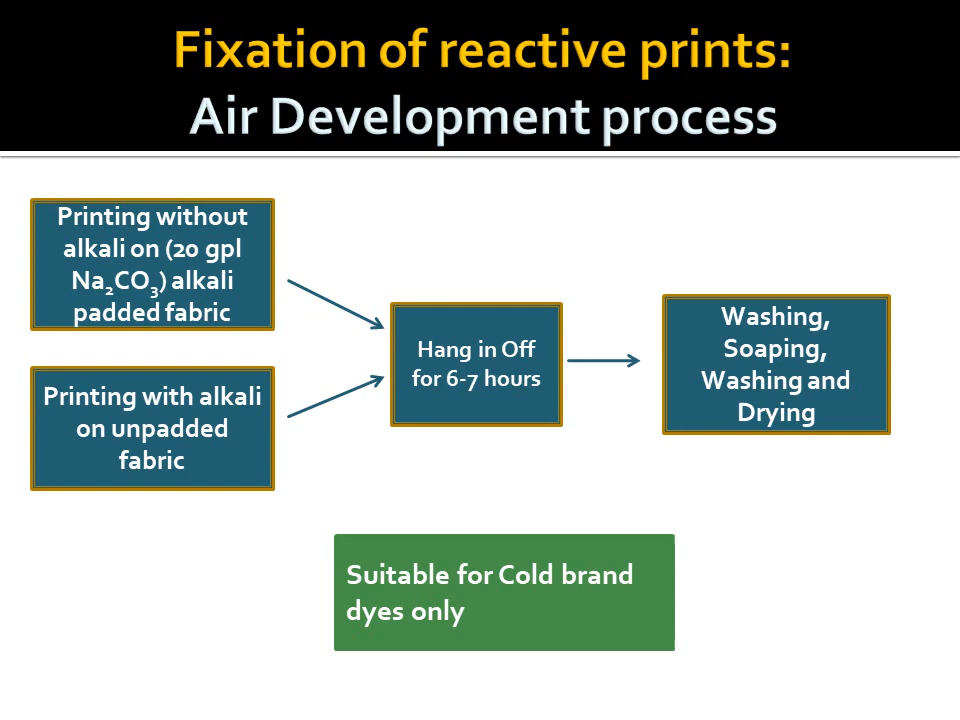 Fixation of reactive prints:
Air Development process
Printing without
alkali on (20 gpl
Na₂CO₃) alkali
padded fabric
Printing with alkali
on unpadded
fabric
Hang in Off
for 6-7 hours
Washing,
Soaping,
Washing and
Drying
Suitable for Cold brand
dyes only